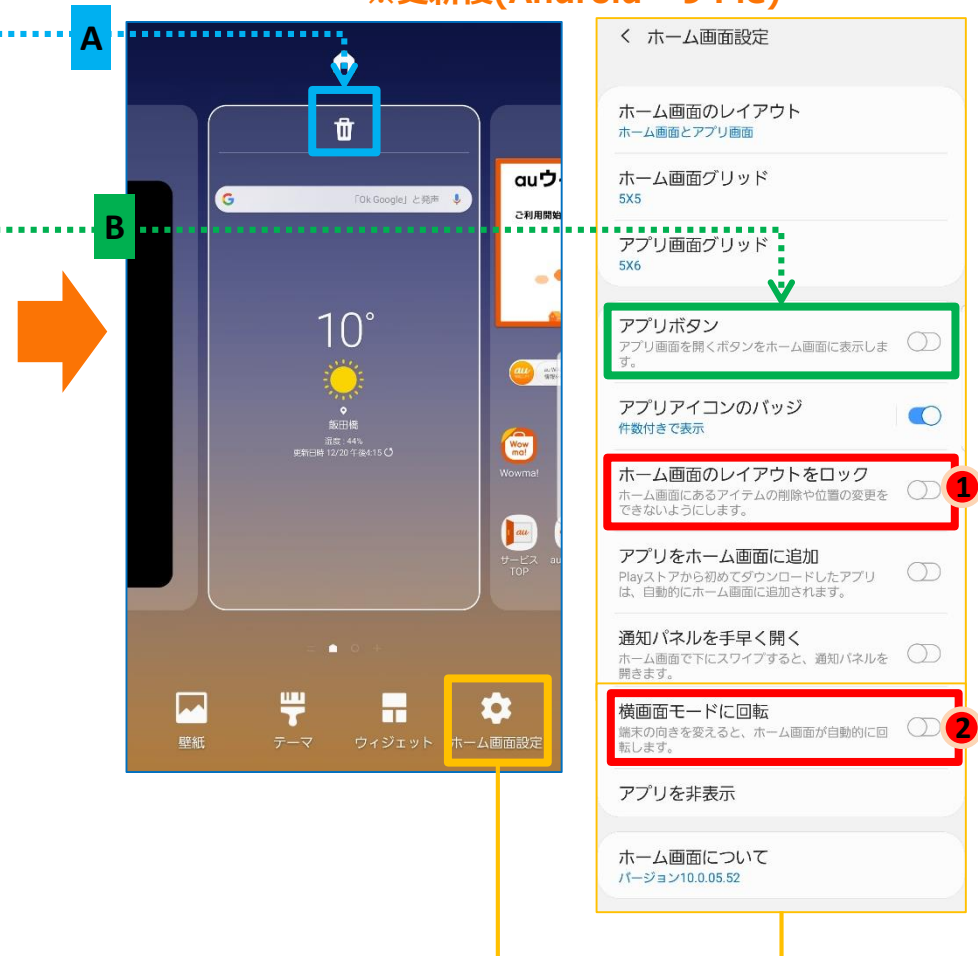 ※更新後(Android 9 Pie)
A
B
「Ok Google」と発声
10°
飯田橋
湿度 : 44%
更新日時 12/20 午後4:15
auウ
ご利用開始
au
Wow
ma!
Wowma!
au
サービス
TOP
au
壁紙
テーマ
ウィジェット
ホーム画面設定
ホーム画面設定
ホーム画面のレイアウト
ホーム画面とアプリ画面
ホーム画面グリッド
5X5
アプリ画面グリッド
5X6
アプリボタン
アプリ画面を開くボタンをホーム画面に表示しま
す。
アプリアイコンのバッジ
件数付きで表示
ホーム画面のレイアウトをロック
ホーム画面にあるアイテムの削除や位置の変更を
できないようにします。
1
アプリをホーム画面に追加
Playストアから初めてダウンロードしたアプリ
は、自動的にホーム画面に追加されます。
通知パネルを手早く開く
ホーム画面で下にスワイプすると、通知パネルを
開きます。
横画面モードに回転
端末の向きを変えると、ホーム画面が自動的に回
転します。
2
アプリを非表示
ホーム画面について
バージョン10.0.05.52